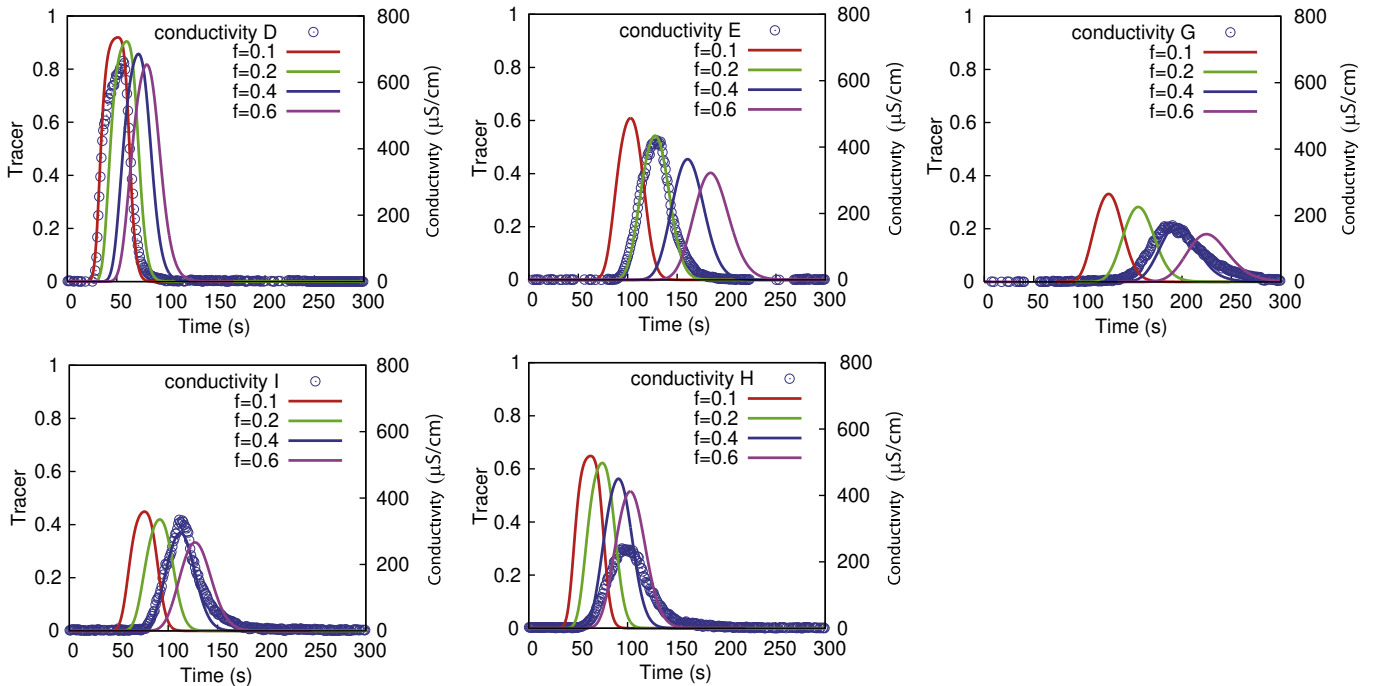 conductivity D
f=0.1
f=0.2
f=0.4
f=0.6
1
0.8
0.6
0.4
0.2
0
Tracer
0 50 100 150 200 250 300
Time (s)
800
600
400
200
0
Conductivity (μS/cm)
conductivity E
f=0.1
f=0.2
f=0.4
f=0.6
1
0.8
0.6
0.4
0.2
0
Tracer
0 50 100 150 200 250 300
Time (s)
800
600
400
200
0
Conductivity (μS/cm)
conductivity G
f=0.1
f=0.2
f=0.4
f=0.6
1
0.8
0.6
0.4
0.2
0
Tracer
0 50 100 150 200 250 300
Time (s)
800
600
400
200
0
Conductivity (μS/cm)
conductivity I
f=0.1
f=0.2
f=0.4
f=0.6
1
0.8
0.6
0.4
0.2
0
Tracer
0 50 100 150 200 250 300
Time (s)
800
600
400
200
0
Conductivity (μS/cm)
conductivity H
f=0.1
f=0.2
f=0.4
f=0.6
1
0.8
0.6
0.4
0.2
0
Tracer
0 50 100 150 200 250 300
Time (s)
800
600
400
200
0
Conductivity (μS/cm)